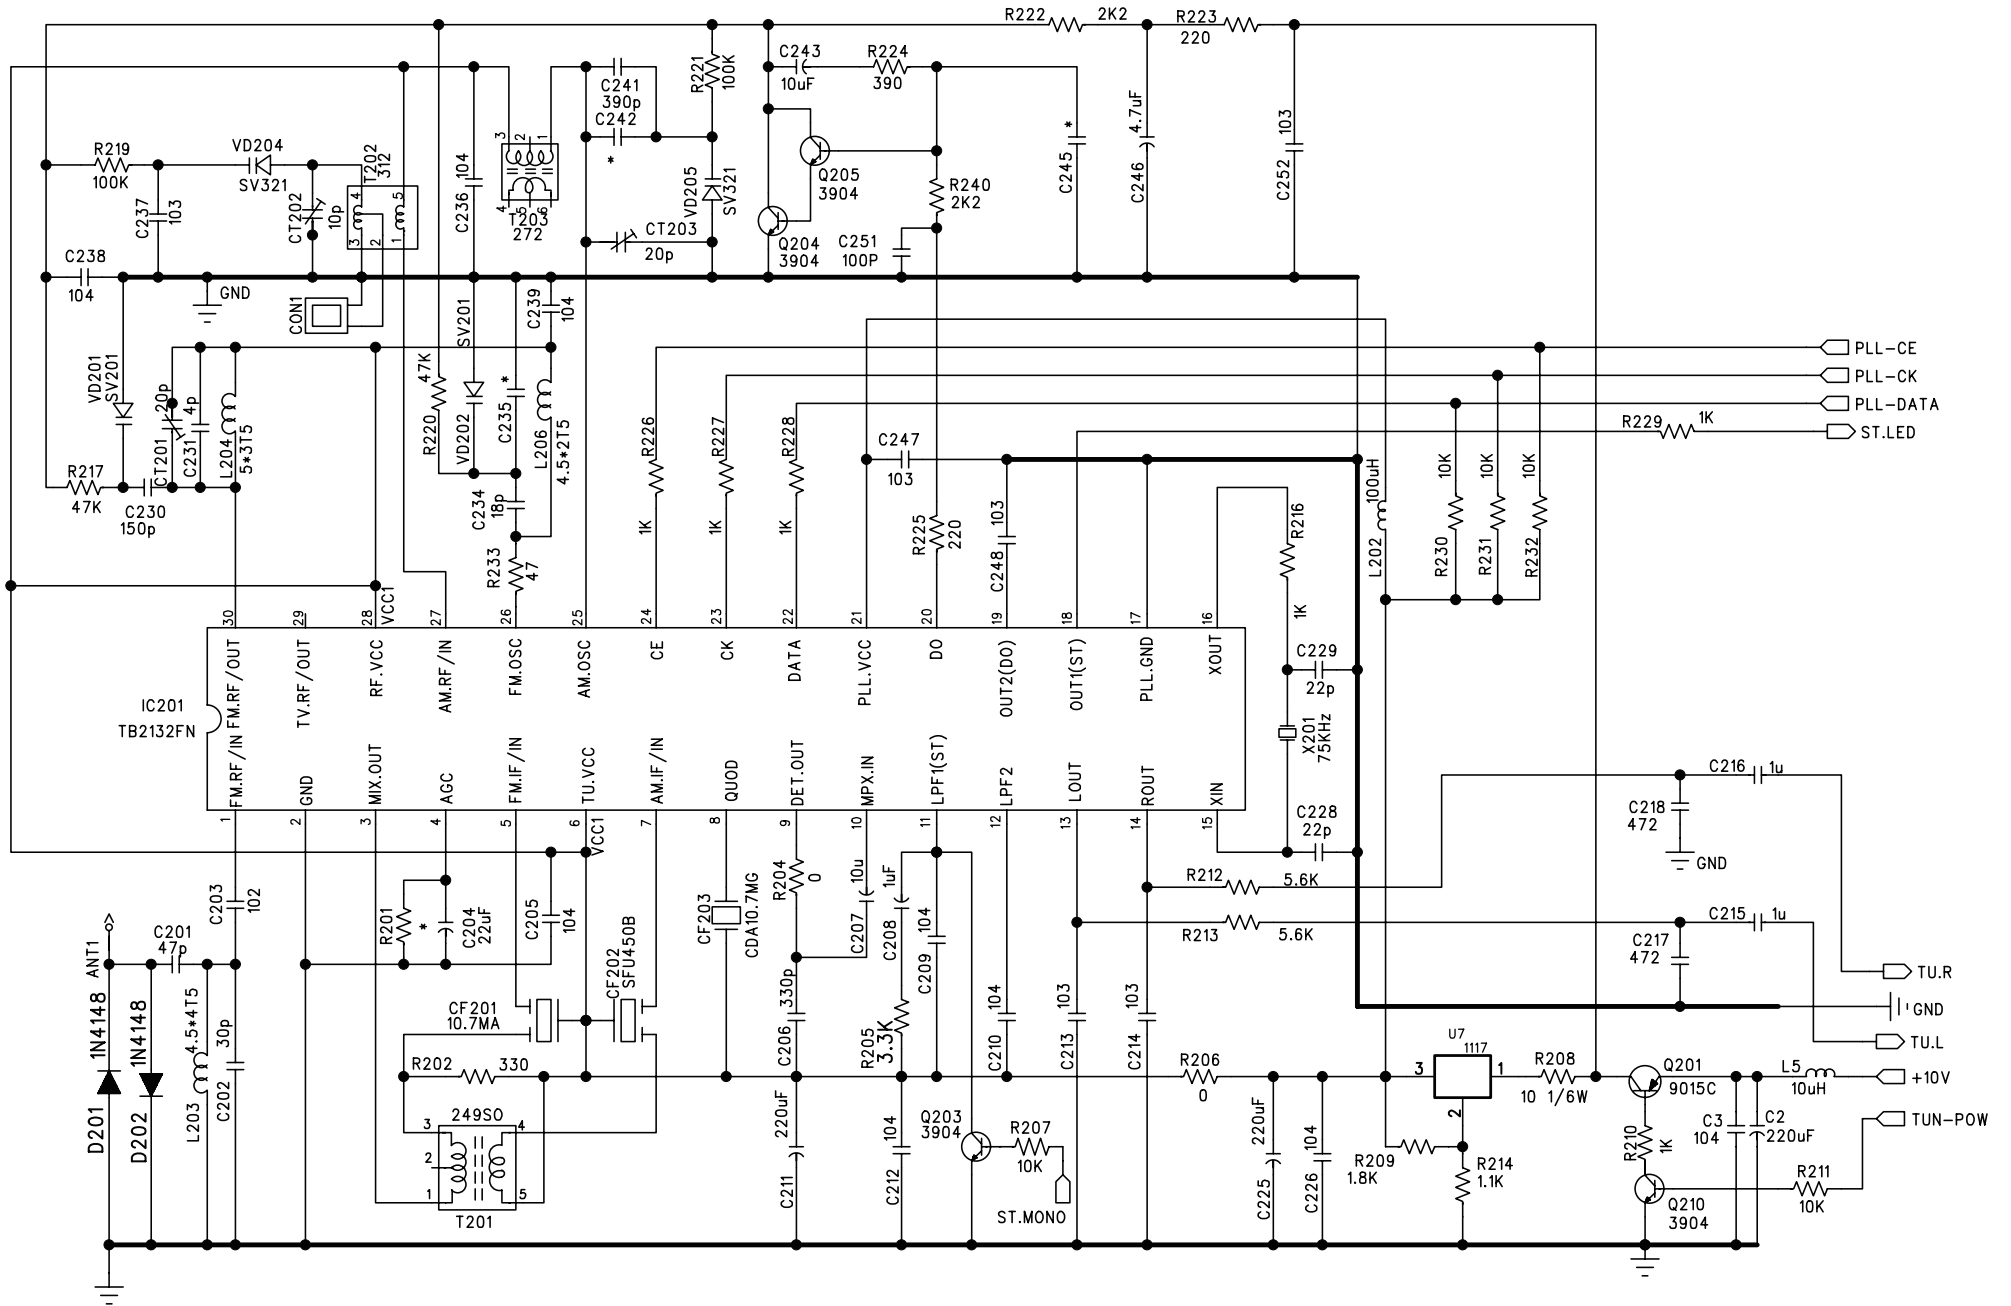 R222
2K2
R223
220
C243
10uF
R224
390
C241
390p
C242
*
R221
100K
R219
100K
VD204
SV321
T202
312
C237
103
CT202
10p
4
5
3
2
1
C236
104
3
2
1
4
5
6
T203
272
VD205
SV321
CT203
20p
Q205
3904
Q204
3904
R240
2K2
C251
100P
*
C245
4.7uF
C246
103
C252
C238
104
GND
CON1
SV201
VD202
C239
104
VD201
SV201
20p
CT201
4p
C231
L204
5*3T5
47K
R220
*
C235
L206
4.5*2T5
R217
47K
C230
150p
C234
18p
R233
47
R226
1K
R227
1K
R228
1K
C247
103
R225
220
103
C248
R216
1K
100uH
L202
10K
R230
10K
R231
10K
R232
PLL-CE
PLL-CK
PLL-DATA
R229
1K
ST.LED
VCC1
30
29
28
27
26
25
24
23
22
21
20
19
18
17
16
FM.RF/OUT
TV.RF/OUT
RF.VCC
AM.RF/IN
FM.OSC
AM.OSC
CE
CK
DATA
PLL.VCC
DO
OUT2(DO)
OUT1(ST)
PLL.GND
XOUT
IC201
TB2132FN
FM.RF/IN
GND
MIX.OUT
AGC
FM.IF/IN
TU.VCC
AM.IF/IN
QUOD
DET.OUT
MPX.IN
LPF1(ST)
LPF2
LOUT
ROUT
XIN
1
2
3
4
5
6
7
8
9
10
11
12
13
14
15
VCC1
C229
22p
X201
75KHz
C228
22p
C216
1u
C218
472
GND
R212
5.6K
R213
5.6K
C215
1u
C217
472
TU.R
GND
TU.L
C203
102
R201
*
C204
22uF
C205
104
CF203
CDA10.7MG
R204
0
10u
C207
1uF
C208
104
C209
ANT1
C201
47p
1N4148
D201
1N4148
D202
4.5*4T5
L203
30p
C202
CF201
10.7MA
CF202
SFU450B
R202
330
330p
C206
R205
3.3K
104
C210
103
C213
103
C214
249SO
3
2
1
4
5
T201
220uF
C211
104
C212
Q203
3904
R207
10K
ST.MONO
R206
0
220uF
C225
104
C226
U7
1117
3
1
2
R208
10 1/6W
R209
1.8K
R214
1.1K
Q201
9015C
L5
10uH
+10V
R210
1K
C3
104
C2
220uF
TUN-POW
Q210
3904
R211
10K